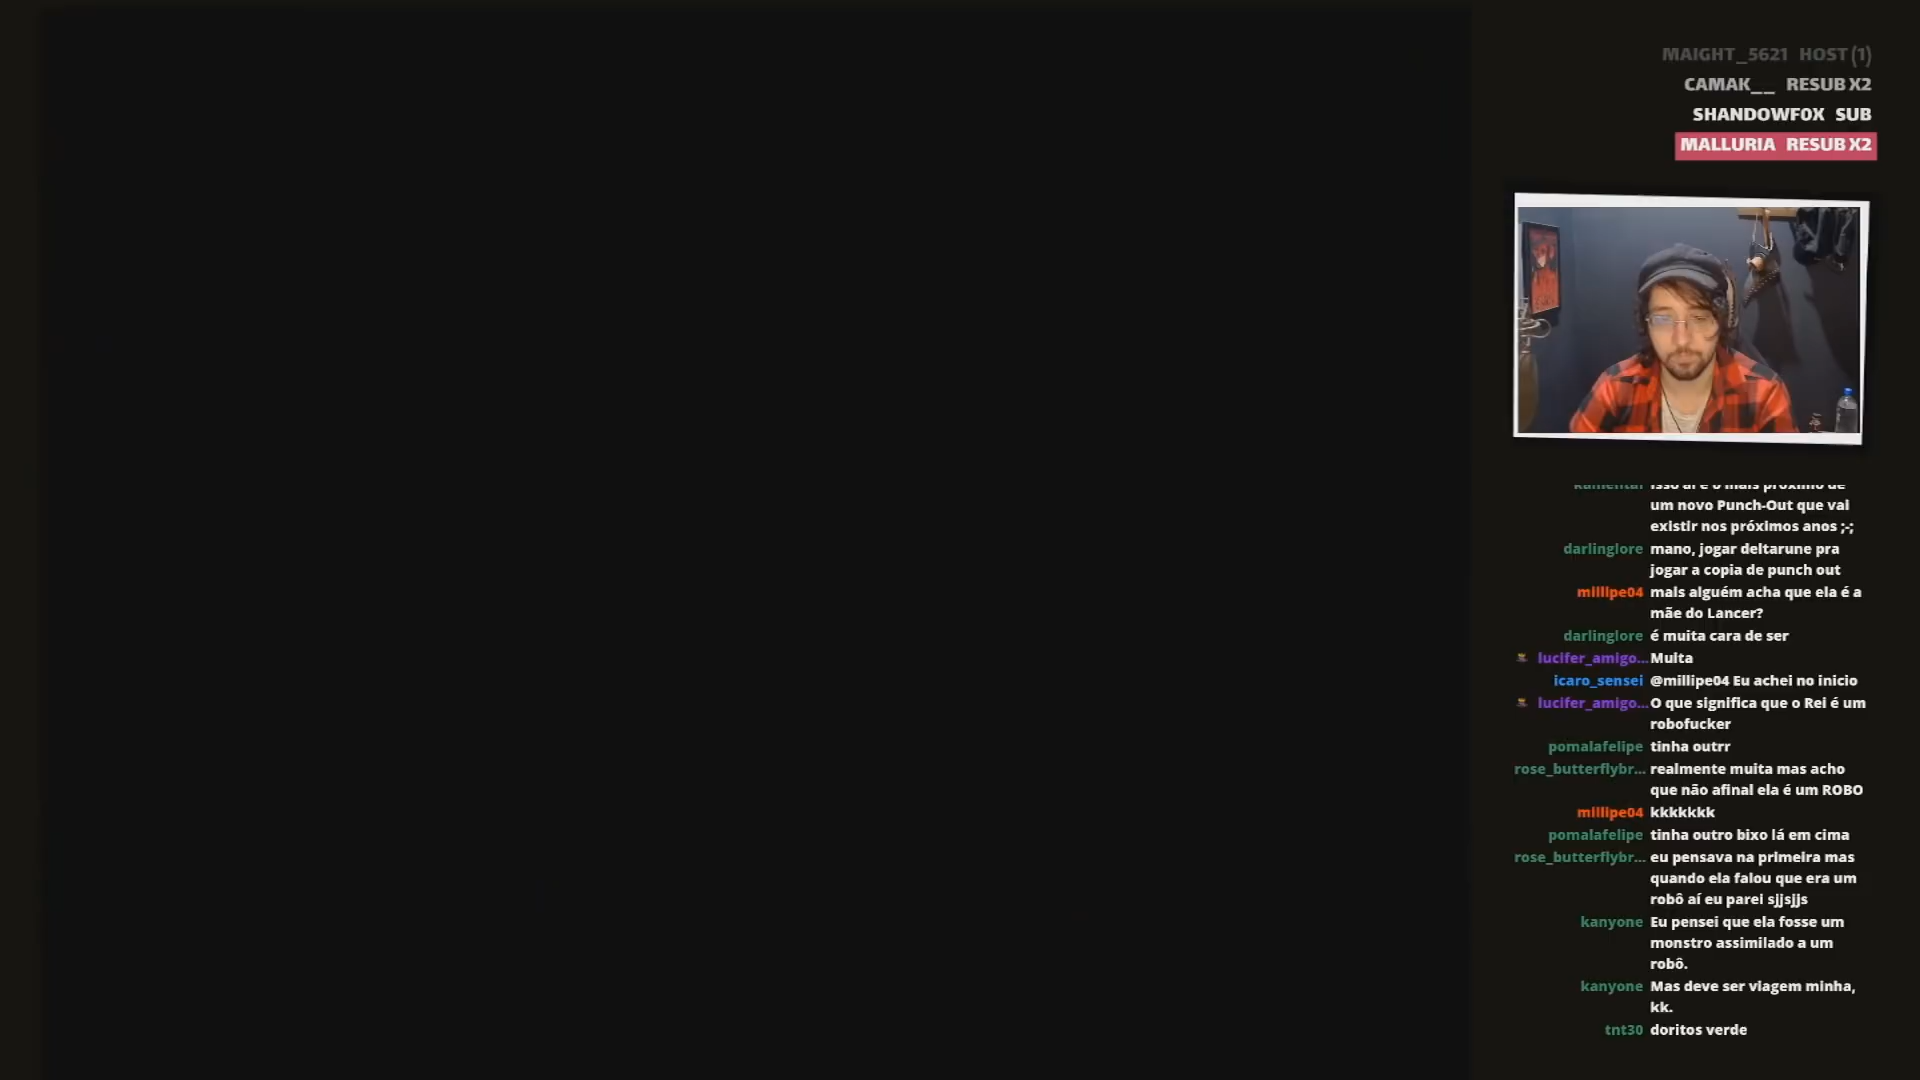 MAIGHT_5621 HOST (1)
CAMAK__ RESUB X2
SHANDOWF0X SUB
MALLURIA RESUB X2
um novo Punch-Out que vai
existir nos próximos anos ;-;
darlinglore mano, jogar deltarune pra
jogar a copia de punch out
millipe04 mais alguém acha que ela é a
mãe do Lancer?
darlinglore é muita cara de ser
lucifer_amigo... Muita
icaro_sensei @millipe04 Eu achei no inicio
lucifer_amigo... O que significa que o Rei é um
robofucker
pomalafelipe tinha outrr
rose_butterflybr... realmente muita mas acho
que não afinal ela é um ROBO
millipe04 kkkkkkk
pomalafelipe tinha outro bixo lá em cima
rose_butterflybr... eu pensava na primeira mas
quando ela falou que era um
robô aí eu parei sjjsjjs
kanyone Eu pensei que ela fosse um
monstro assimilado a um
robô.
kanyone Mas deve ser viagem minha,
kk.
tnt30 doritos verde